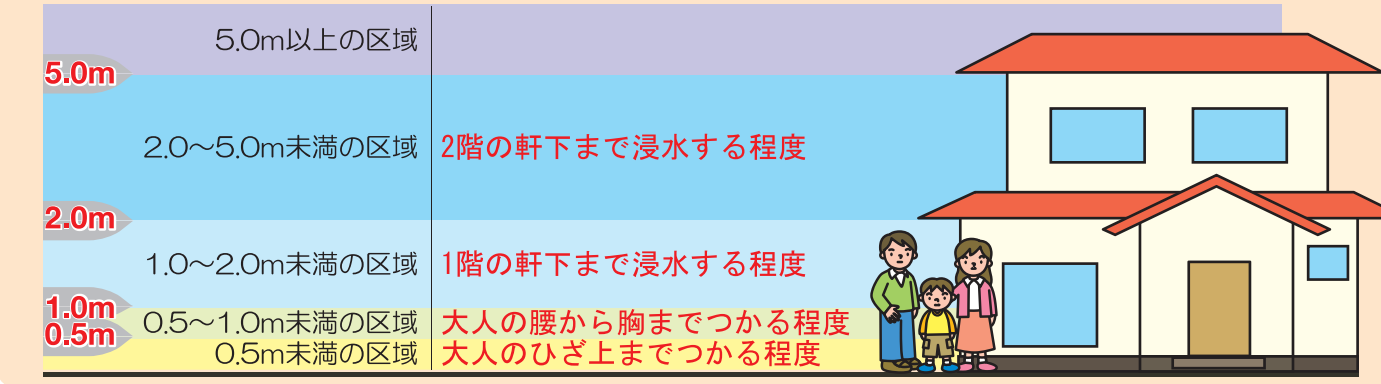 5.0m以上の区域
5.0m
2.0～5.0m未満の区域 2階の軒下まで浸水する程度
2.0m
1.0～2.0m未満の区域 1階の軒下まで浸水する程度
1.0m
0.5～1.0m未満の区域 大人の腰から胸までつかる程度
0.5m
0.5m未満の区域 大人のひざ上までつかる程度